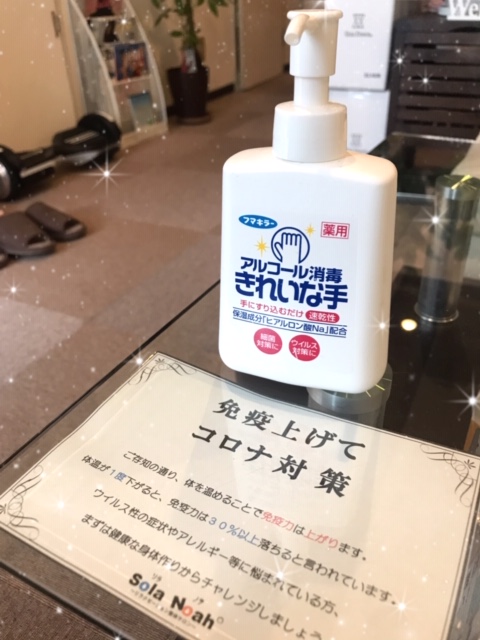 We
フマキラー
薬用
アルコール消毒
きれいな手
手にすり込むだけ 速乾性
保湿成分「ヒアルロン酸Na」配合
細菌対策に
ウイルス対策に
免疫上げて
コロナ対策
ご存知の通り、体を温めることで免疫力は上がります。
体温が1度下がると、免疫力は30%以上落ちると言われています。
ウイルス性の症状やアレルギー等に悩まれている方、
まずは健康な身体作りからチャレンジしましょ
Sola Noah